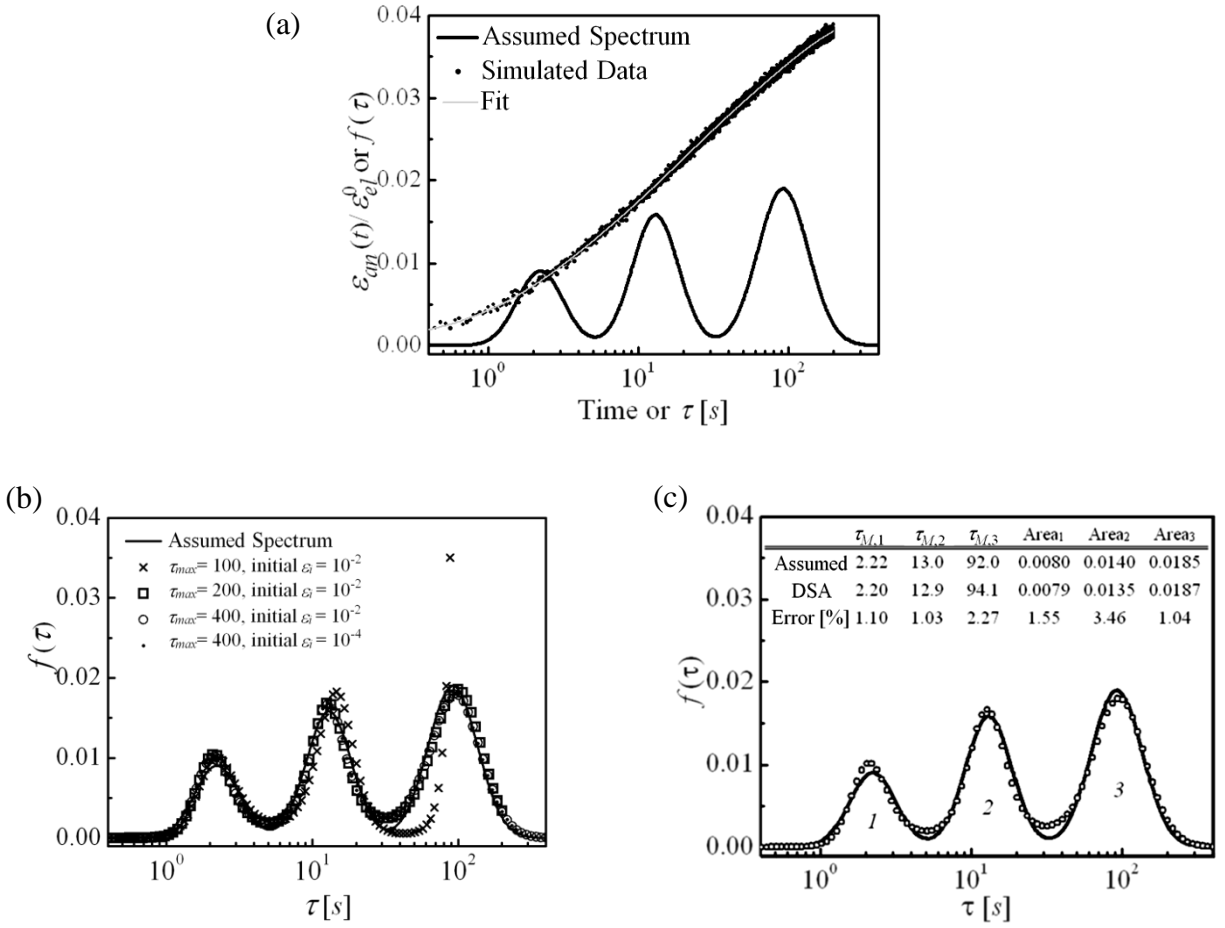 (a)
0.04
0.03
0.02
0.01
0.00
Assumed Spectrum
Simulated Data
Fit
ε_an(t)/ε_el^0 or f(τ)
10^0 10^1 10^2
Time or τ [s]
(b)
0.04
0.03
0.02
0.01
0.00
Assumed Spectrum
τ_max= 100, initial ε_i = 10^-2
τ_max= 200, initial ε_i = 10^-2
τ_max= 400, initial ε_i = 10^-2
τ_max= 400, initial ε_i = 10^-4
f(τ)
10^0 10^1 10^2
τ [s]
(c)
0.04
0.03
0.02
0.01
0.00
τ_M,1 τ_M,2 τ_M,3 Area_1 Area_2 Area_3
Assumed 2.22 13.0 92.0 0.0080 0.0140 0.0185
DSA 2.20 12.9 94.1 0.0079 0.0135 0.0187
Error [%] 1.10 1.03 2.27 1.55 3.46 1.04
f(τ)
1 2 3
10^0 10^1 10^2
τ [s]